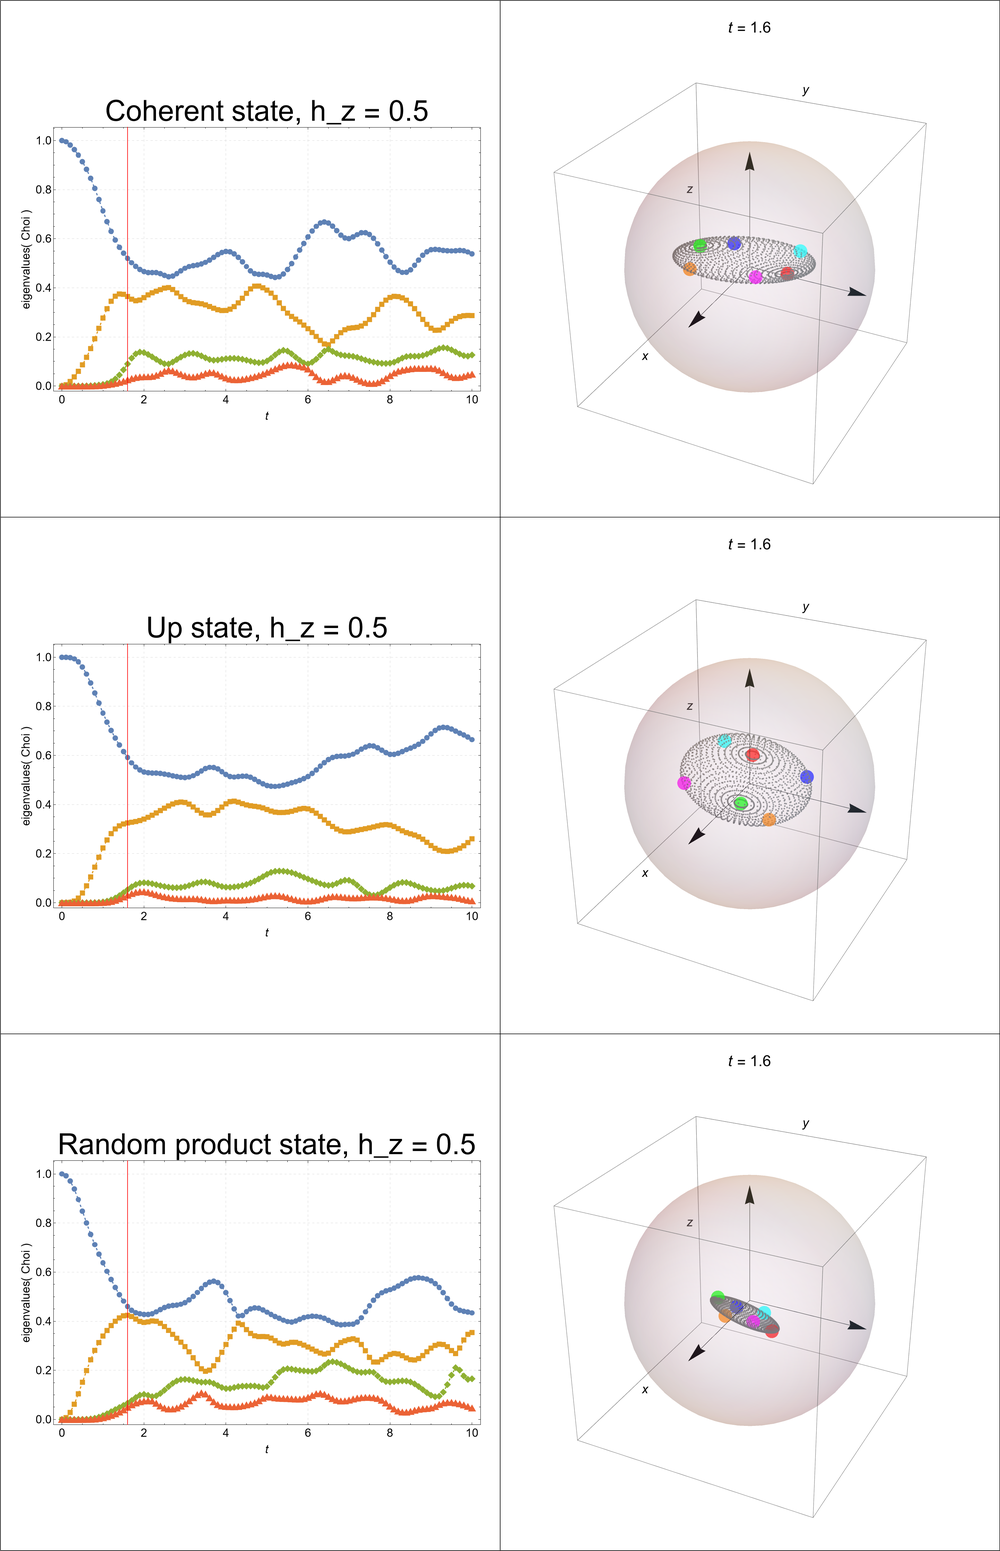 Coherent state, h_z = 0.5
eigenvalues( Choi )
1.0
0.8
0.6
0.4
0.2
0.0
0 2 4 6 8 10
t
t = 1.6
y
z
x
Up state, h_z = 0.5
eigenvalues( Choi )
1.0
0.8
0.6
0.4
0.2
0.0
0 2 4 6 8 10
t
t = 1.6
y
z
x
Random product state, h_z = 0.5
eigenvalues( Choi )
1.0
0.8
0.6
0.4
0.2
0.0
0 2 4 6 8 10
t
t = 1.6
y
z
x